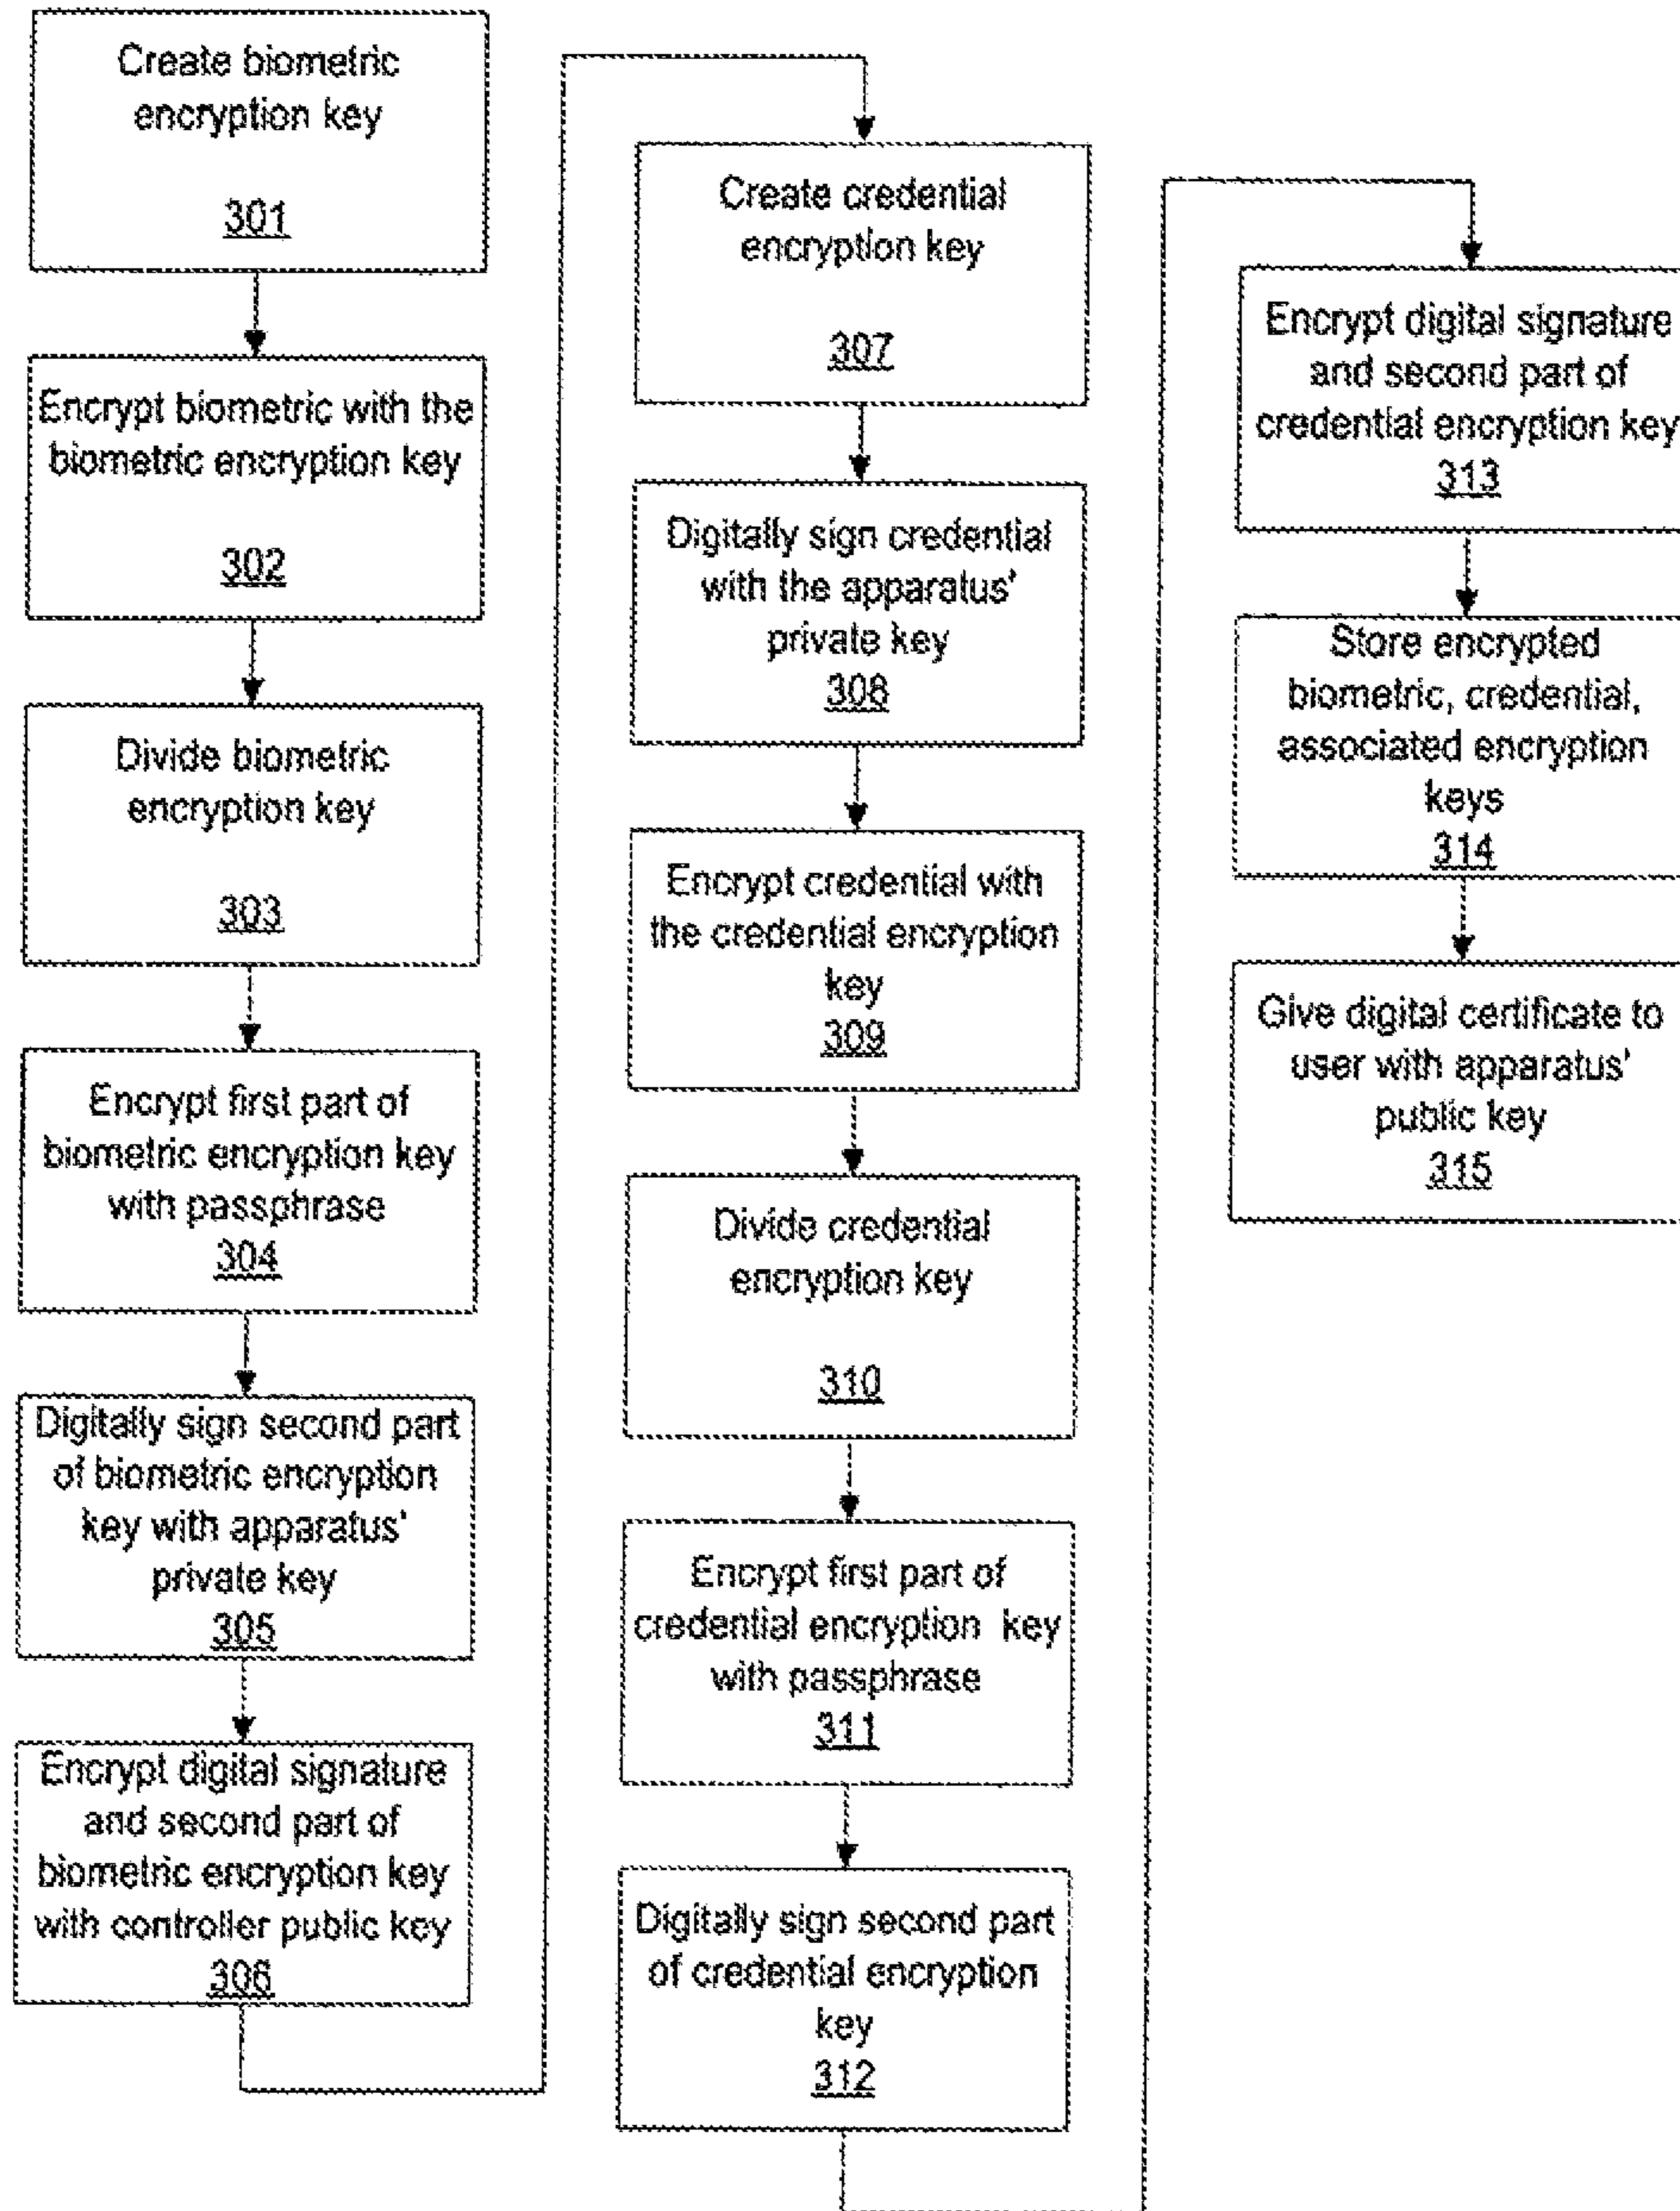 Create biometric
encryption key
301
Encrypt biometric with the
biometric encryption key
302
Divide biometric
encryption key
303
Encrypt first part of
biometric encryption key
with passphrase
304
Digitally sign second part
of biometric encryption
key with apparatus'
private key
305
Encrypt digital signature
and second part of
biometric encryption key
with controller public key
306
Create credential
encryption key
307
Digitally sign credential
with the apparatus'
private key
308
Encrypt credential with
the credential encryption
key
309
Divide credential
encryption key
310
Encrypt first part of
credential encryption key
with passphrase
311
Digitally sign second part
of credential encryption
key
312
Encrypt digital signature
and second part of
credential encryption key
313
Store encrypted
biometric, credential,
associated encryption
keys
314
Give digital certificate to
user with apparatus'
public key
315